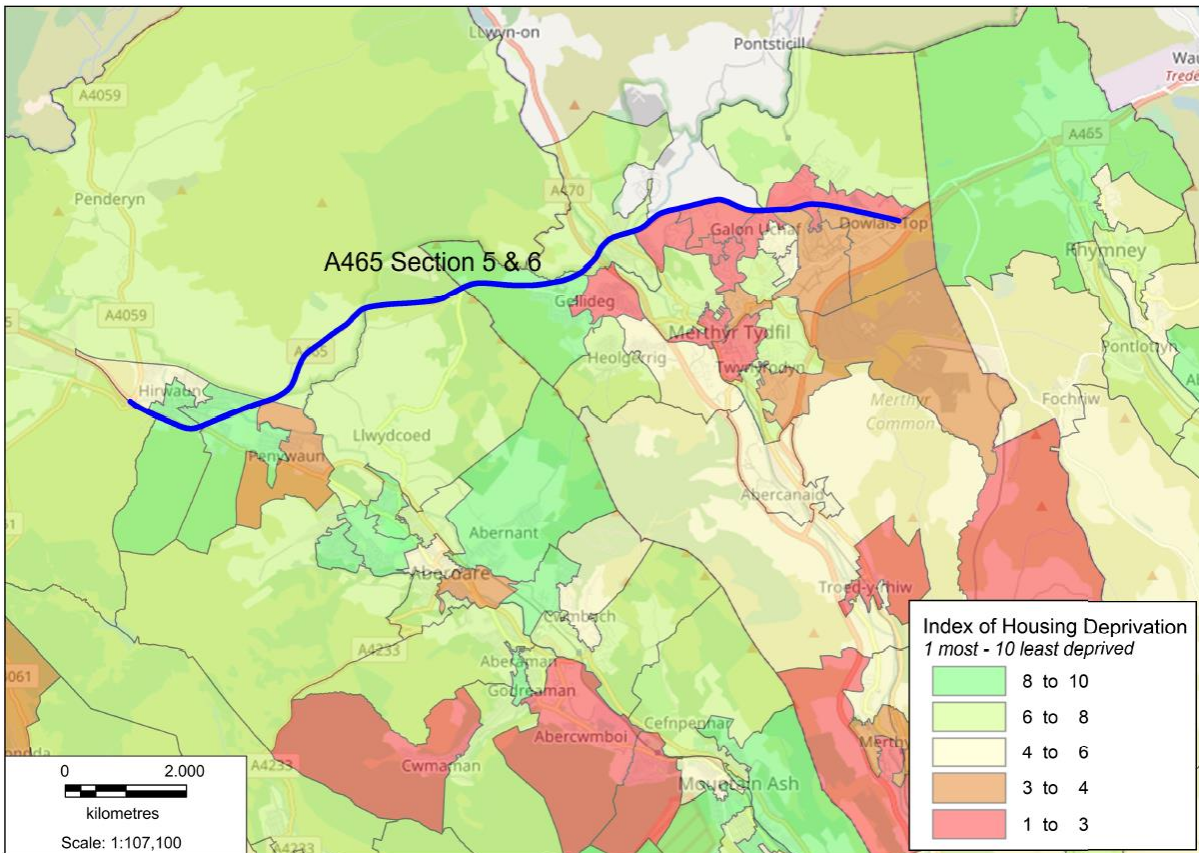 LLwyn-on
Pontsticill
A4059
A465
A470
Penderyn
Dowlais Top
Galon Uchaf
Rhymney
A465 Section 5 & 6
A4059
Gellideg
Merthyr Tydfil
Pontlottyn
Heolgerrig
Hirwaun
Twynyrodyn
Merthyr
Common
Fochriw
Llwydcoed
Penywaun
Abercanaid
Abernant
Aberdare
Troed-y-rhiw
Cwmbach
A4233
Aberaman
Godreaman
Cefnpennar
Abercwmboi
Cwmaman
A4233
Mountain Ash
A4233
Index of Housing Deprivation
1 most - 10 least deprived
8 to 10
6 to 8
4 to 6
3 to 4
1 to 3
0 2.000
kilometres
Scale: 1:107,100